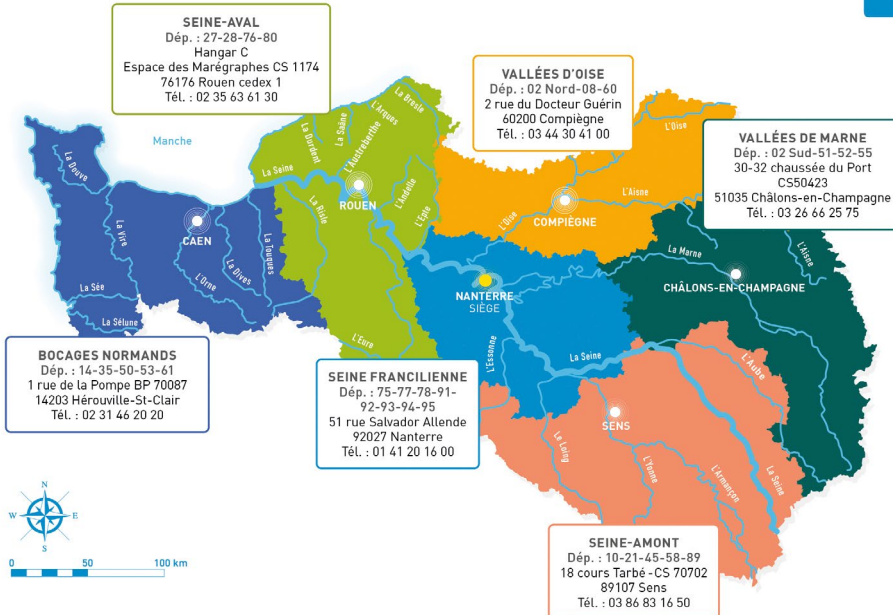 SEINE-AVAL
Dép. : 27-28-76-80
Hangar C
Espace des Marégraphes CS 1174
76176 Rouen cedex 1
Tél. : 02 35 63 61 30
VALLÉES D'OISE
Dép. : 02 Nord-08-60
2 rue du Docteur Guérin
60200 Compiègne
Tél. : 03 44 30 41 00
VALLÉES DE MARNE
Dép. : 02 Sud-51-52-55
30-32 chaussée du Port
CS50423
51035 Châlons-en-Champagne
Tél. : 03 26 66 25 75
Manche
La Douve
La Vire
La Sée
La Sélune
CAEN
L'Orne
La Dives
La Touques
La Seine
La Durdent
La Saâne
L'Austreberthe
L'Arques
La Bresle
ROUEN
La Risle
L'Andelle
L'Epte
L'Eure
L'Oise
L'Oise
L'Aisne
COMPIÈGNE
La Marne
L'Aisne
CHÂLONS-EN-CHAMPAGNE
NANTERRE
SIÈGE
L'Essonne
La Seine
L'Aube
SENS
Le Loing
L'Yonne
L'Armançon
La Seine
BOCAGES NORMANDS
Dép. : 14-35-50-53-61
1 rue de la Pompe BP 70087
14203 Hérouville-St-Clair
Tél. : 02 31 46 20 20
SEINE FRANCILIENNE
Dép. : 75-77-78-91-
92-93-94-95
51 rue Salvador Allende
92027 Nanterre
Tél. : 01 41 20 16 00
SEINE-AMONT
Dép. : 10-21-45-58-89
18 cours Tarbé - CS 70702
89107 Sens
Tél. : 03 86 83 16 50
N
W
E
S
0
50
100 km